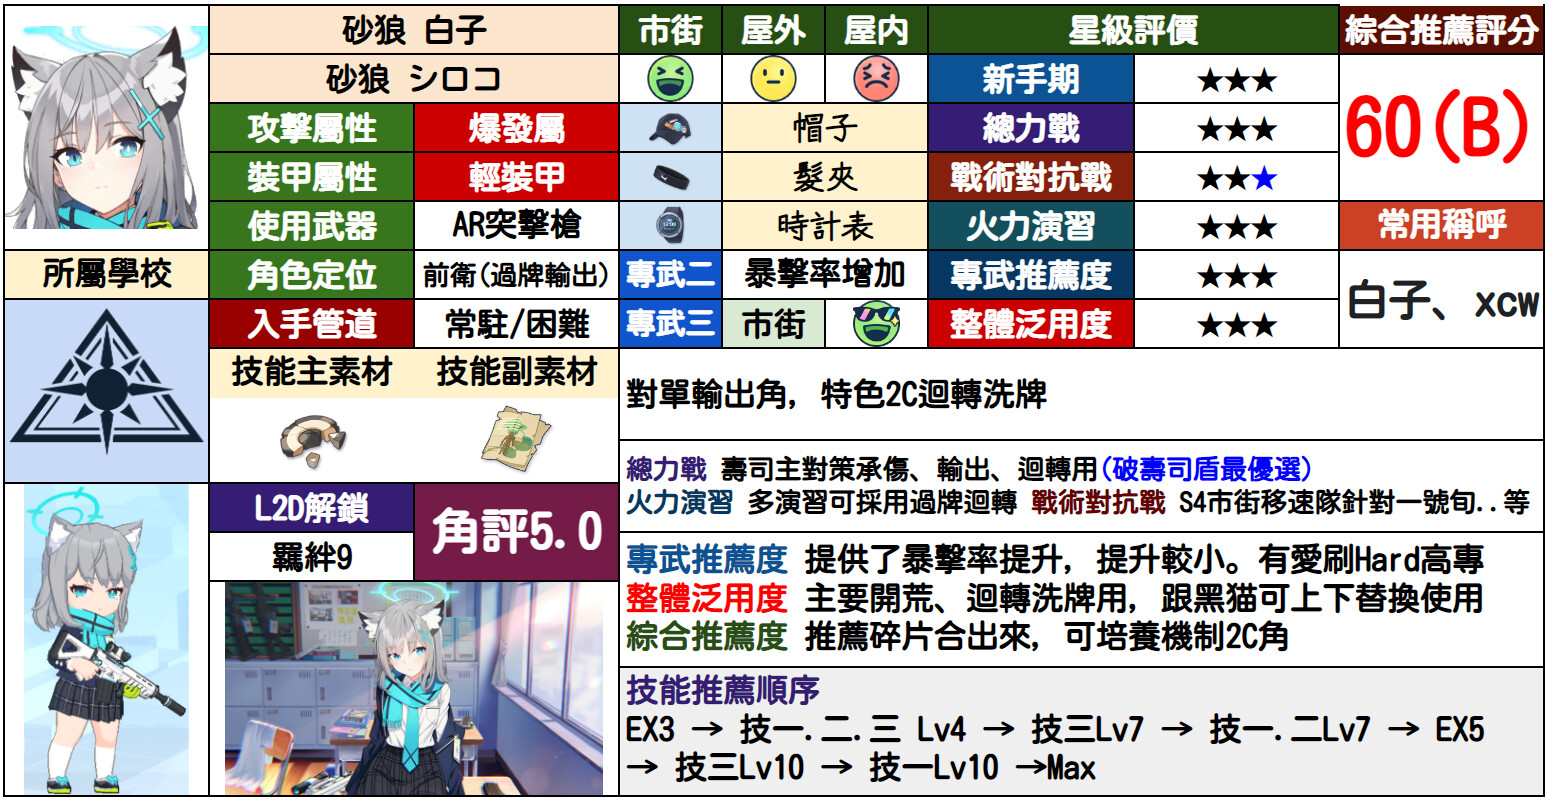 砂狼 白子
砂狼 シロコ
市街
屋外
屋内
星級評價
綜合推薦評分
新手期
★★★
60(B)
攻擊屬性
爆發屬
帽子
總力戰
★★★
裝甲屬性
輕裝甲
髮夾
戰術對抗戰
★★★
使用武器
AR突擊槍
時計表
火力演習
★★★
常用稱呼
所屬學校
角色定位
前衛(過牌輸出)
專武二
暴擊率增加
專武推薦度
★★★
白子、xcw
入手管道
常駐/困難
專武三
市街
整體泛用度
★★★
技能主素材
技能副素材
對單輸出角, 特色2C迴轉洗牌
總力戰 壽司主對策承傷、輸出、迴轉用(破壽司盾最優選)
火力演習 多演習可採用過牌迴轉 戰術對抗戰 S4市街移速隊針對一號旬..等
L2D解鎖
角評5.0
羈絆9
專武推薦度 提供了暴擊率提升, 提升較小。有愛刷Hard高專
整體泛用度 主要開荒、迴轉洗牌用, 跟黑猫可上下替換使用
綜合推薦度 推薦碎片合出來, 可培養機制2C角
技能推薦順序
EX3 → 技一.二.三 Lv4 → 技三Lv7 → 技一.二Lv7 → EX5
→ 技三Lv10 → 技一Lv10 →Max